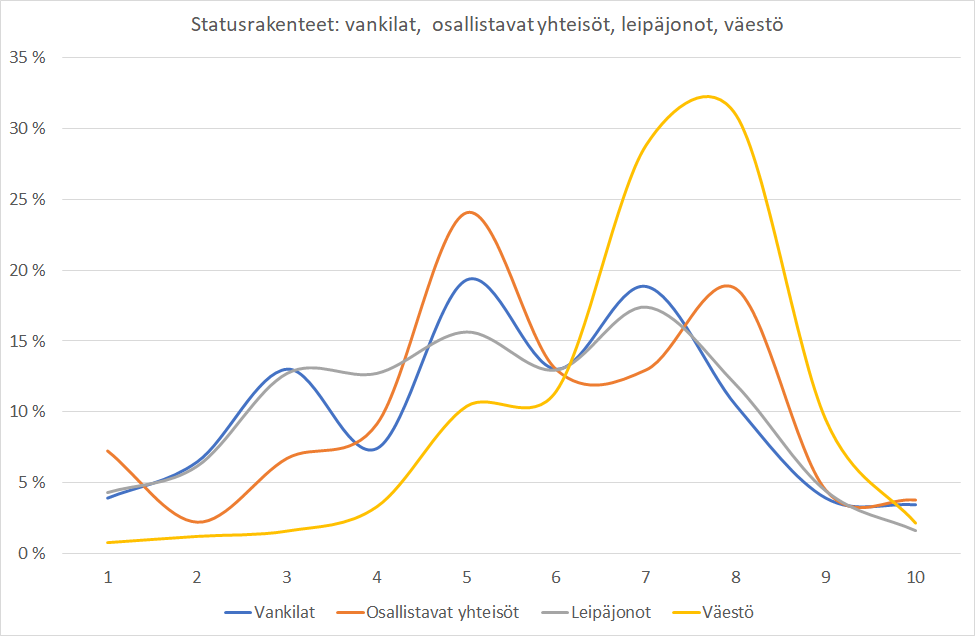 Statusrakenteet: vankilat, osallistavat yhteisöt, leipäjonot, väestö
35 %
30 %
25 %
20 %
15 %
10 %
5 %
0 %
1 2 3 4 5 6 7 8 9 10
Vankilat Osallistavat yhteisöt Leipäjonot Väestö